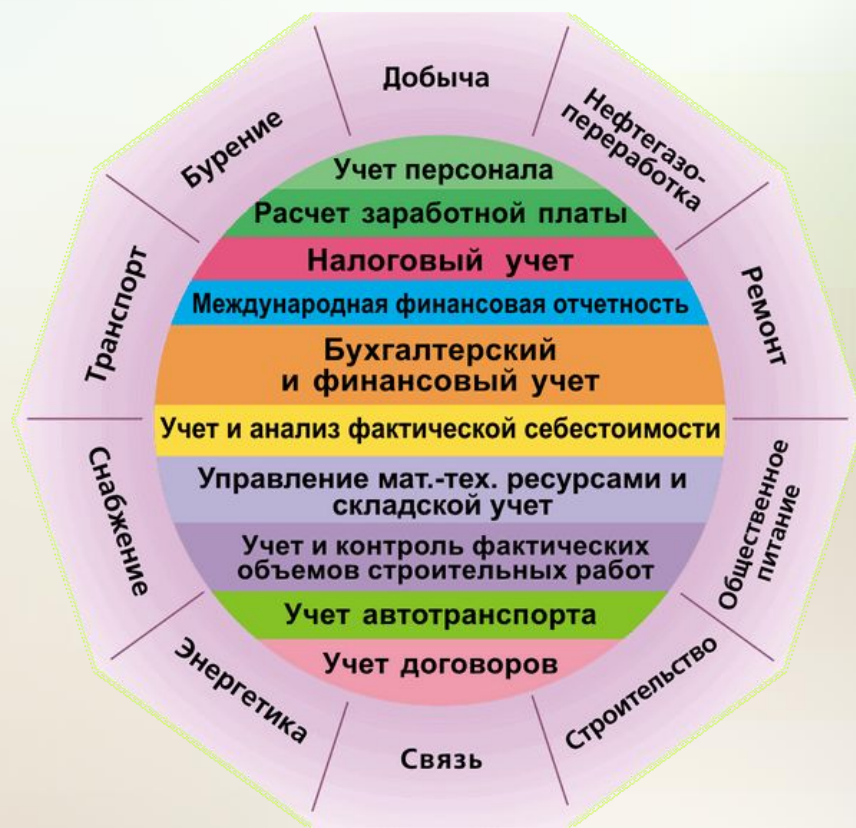 Добыча
Нефтегазо-
переработка
Ремонт
Общественное
питание
Строительство
Связь
Энергетика
Снабжение
Транспорт
Бурение
Учет персонала
Расчет заработной платы
Налоговый учет
Международная финансовая отчетность
Бухгалтерский
и финансовый учет
Учет и анализ фактической себестоимости
Управление мат.-тех. ресурсами и
складской учет
Учет и контроль фактических
объемов строительных работ
Учет автотранспорта
Учет договоров